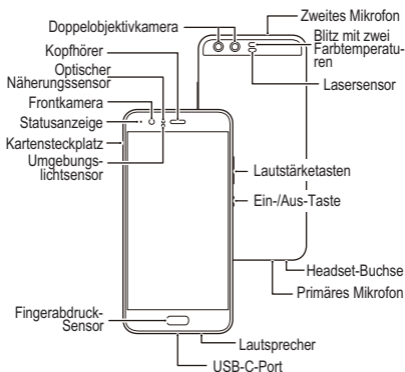 Doppelobjektivkamera
Kopfhörer
Optischer
Näherungssensor
Frontkamera
Statusanzeige
Kartensteckplatz
Umgebungs-
lichtsensor
Fingerabdruck-
Sensor
Zweites Mikrofon
Blitz mit zwei
Farbtemperatu-
ren
Lasersensor
Lautstärketasten
Ein-/Aus-Taste
Headset-Buchse
Primäres Mikrofon
Lautsprecher
USB-C-Port